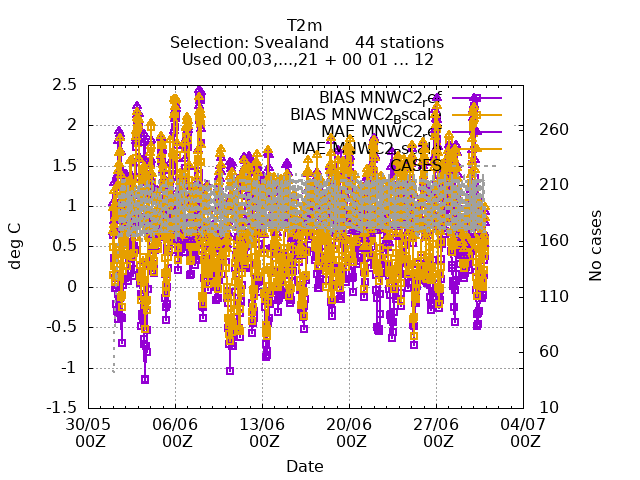 T2m
Selection: Svealand 44 stations
Used 00,03,...,21 + 00 01 ... 12
BIAS MNWC2
BIAS MNWC2
MAE MNWC2
MAE MNWC2
CASES
deg C
No cases
2.5
2
1.5
1
0.5
0
-0.5
-1
-1.5
260
210
160
110
60
10
30/05 06/06 13/06 20/06 27/06 04/07
00Z 00Z 00Z 00Z 00Z 00Z
Date